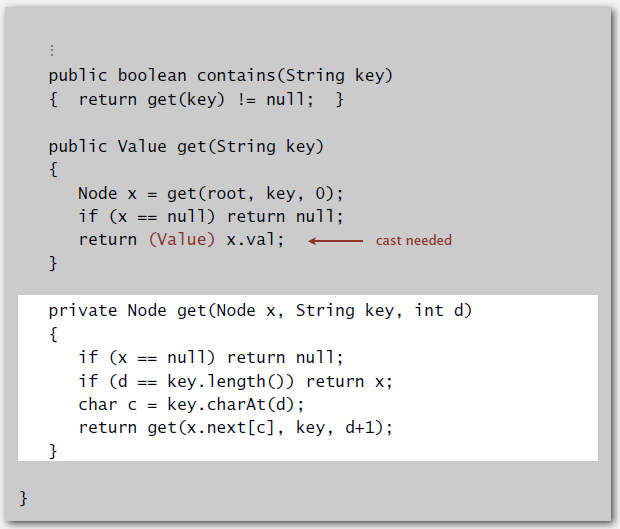 ⋮
public boolean contains(String key)
{  return get(key) != null;  }
public Value get(String key)
{
Node x = get(root, key, 0);
if (x == null) return null;
return (Value) x.val; cast needed
}
private Node get(Node x, String key, int d)
{
if (x == null) return null;
if (d == key.length()) return x;
char c = key.charAt(d);
return get(x.next[c], key, d+1);
}
}